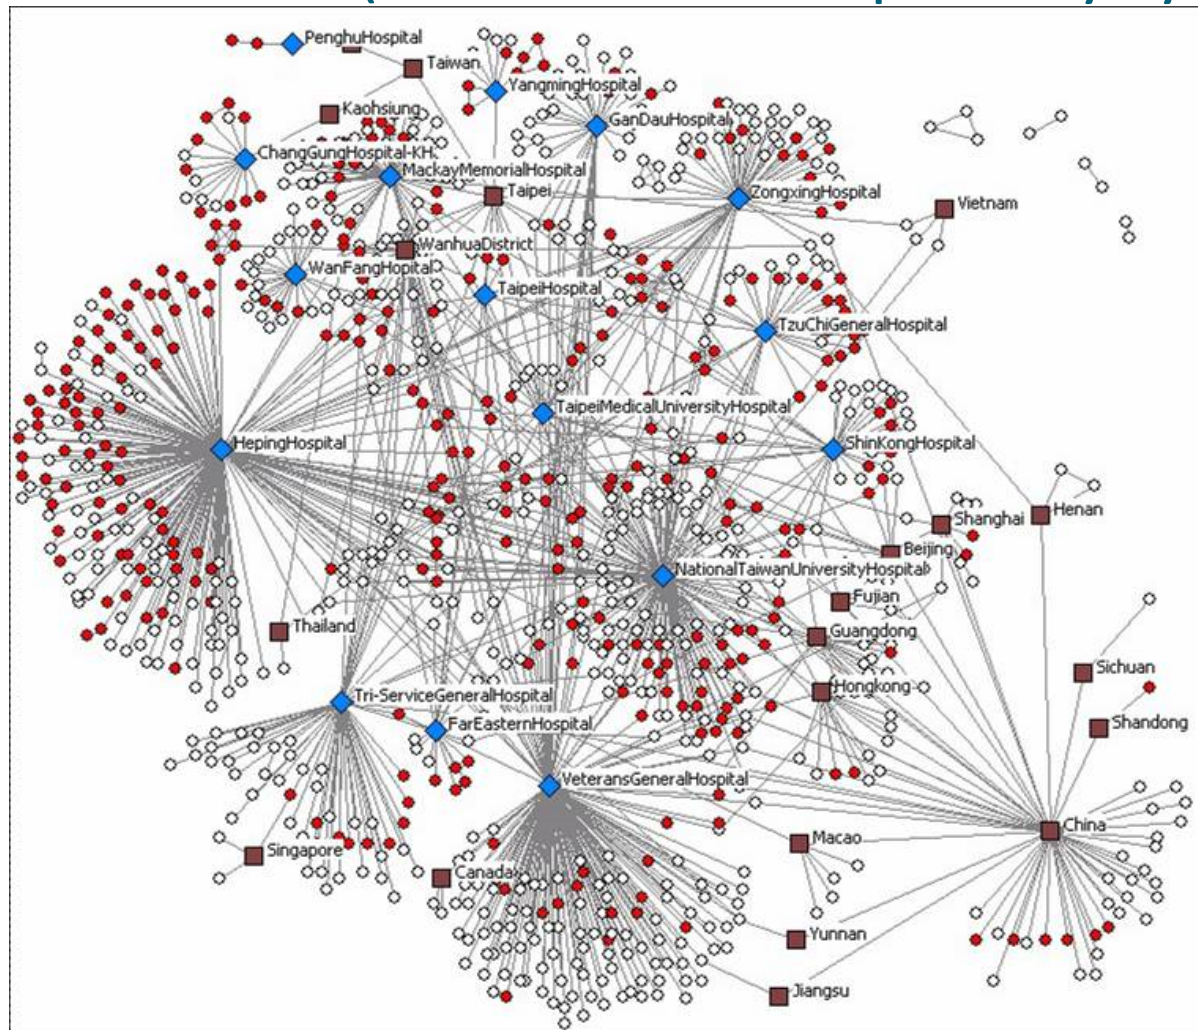 PenghuHospital
Taiwan
YangmingHospital
Kaohsiung
GanDauHospital
ChangGungHospital-KH
MackayMemorialHospital
Taipei
ZongxingHospital
Vietnam
WanhuaDistrict
WanFangHopital
TaipeiHospital
TzuChiGeneralHospital
TaipeiMedicalUniversityHospital
HepingHospital
ShinKongHospital
Henan
Shanghai
Beijing
NationalTaiwanUniversityHospital
Fujian
Thailand
Guangdong
Sichuan
Hongkong
Tri-ServiceGeneralHospital
FarEasternHospital
Shandong
VeteransGeneralHospital
China
Macao
Singapore
Canada
Yunnan
Jiangsu